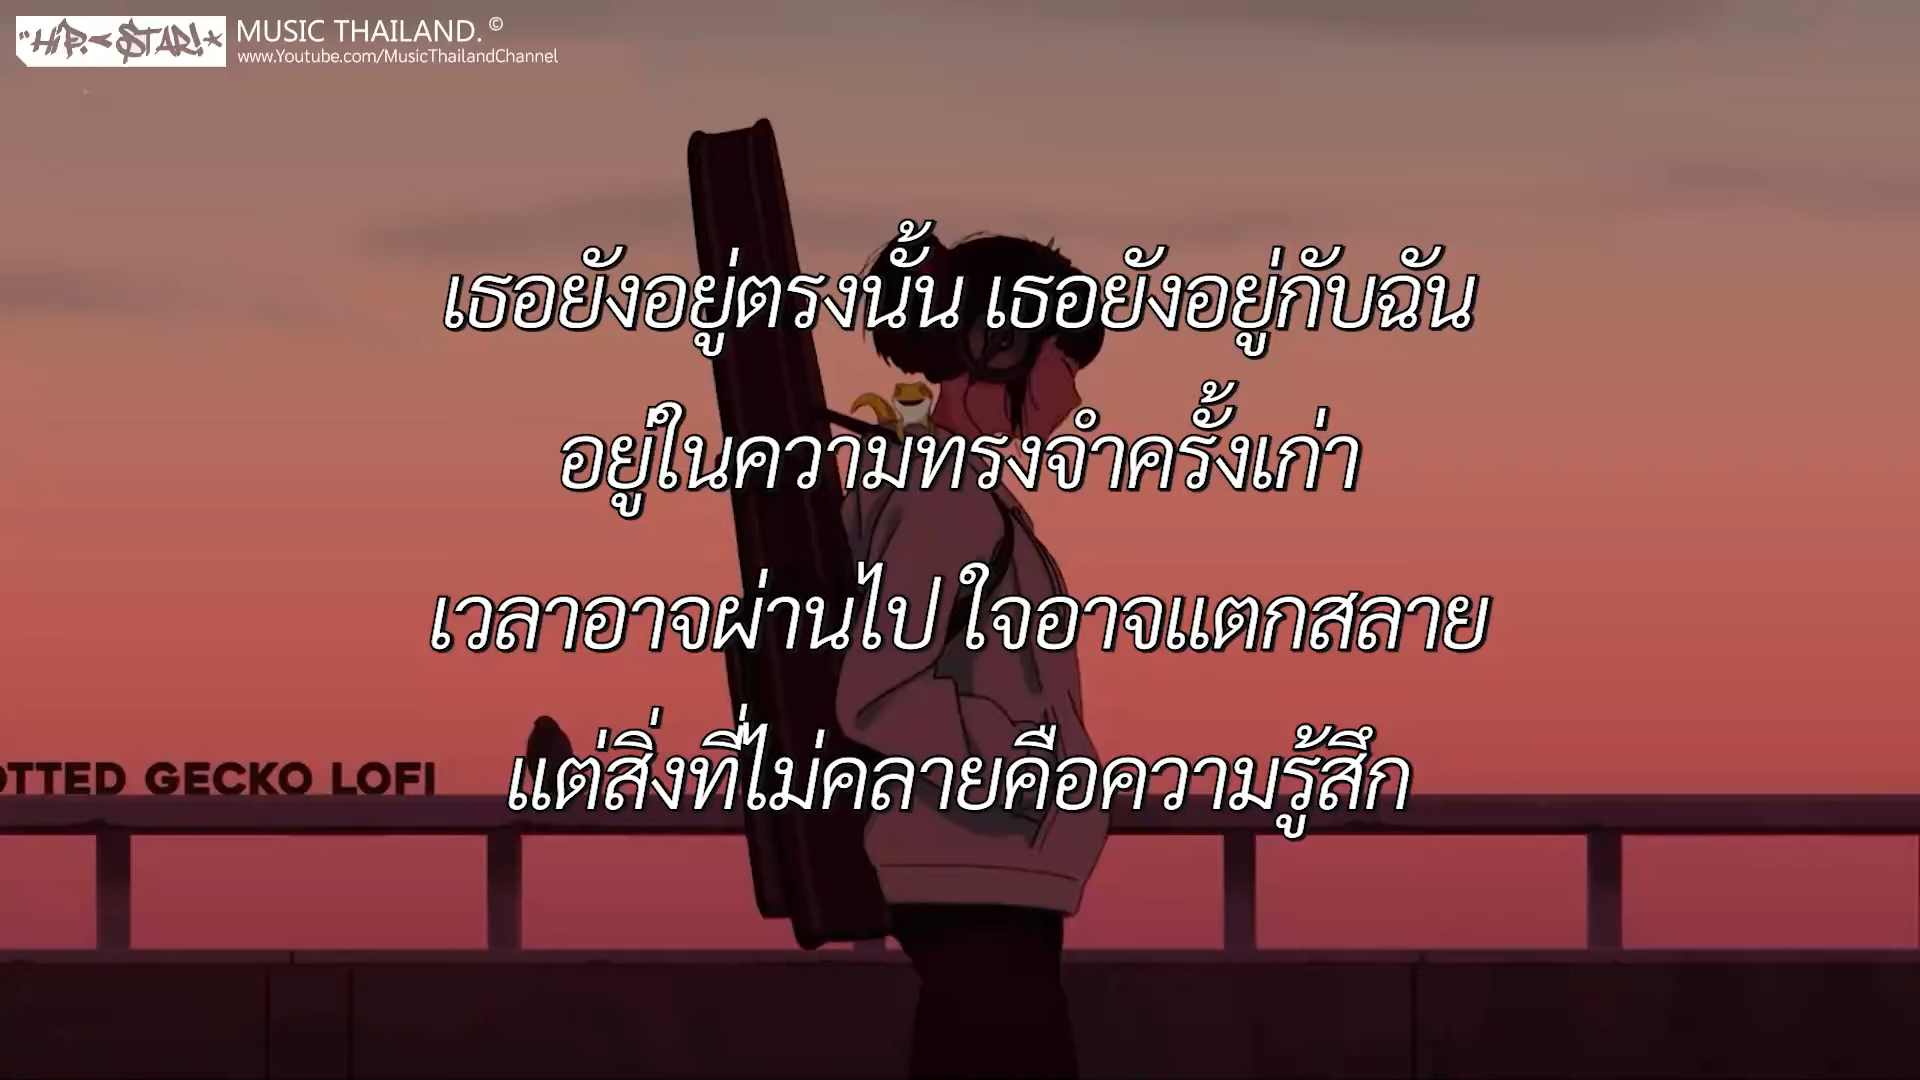 "HIP.<STAR!★
MUSIC THAILAND.©
www.Youtube.com/MusicThailandChannel
เธอยังอยู่ตรงนั้น เธอยังอยู่กับฉัน
อยู่ในความทรงจำครั้งเก่า
เวลาอาจผ่านไป ใจอาจแตกสลาย
แต่สิ่งที่ไม่คลายคือความรู้สึก
OTTED GECKO LOFI